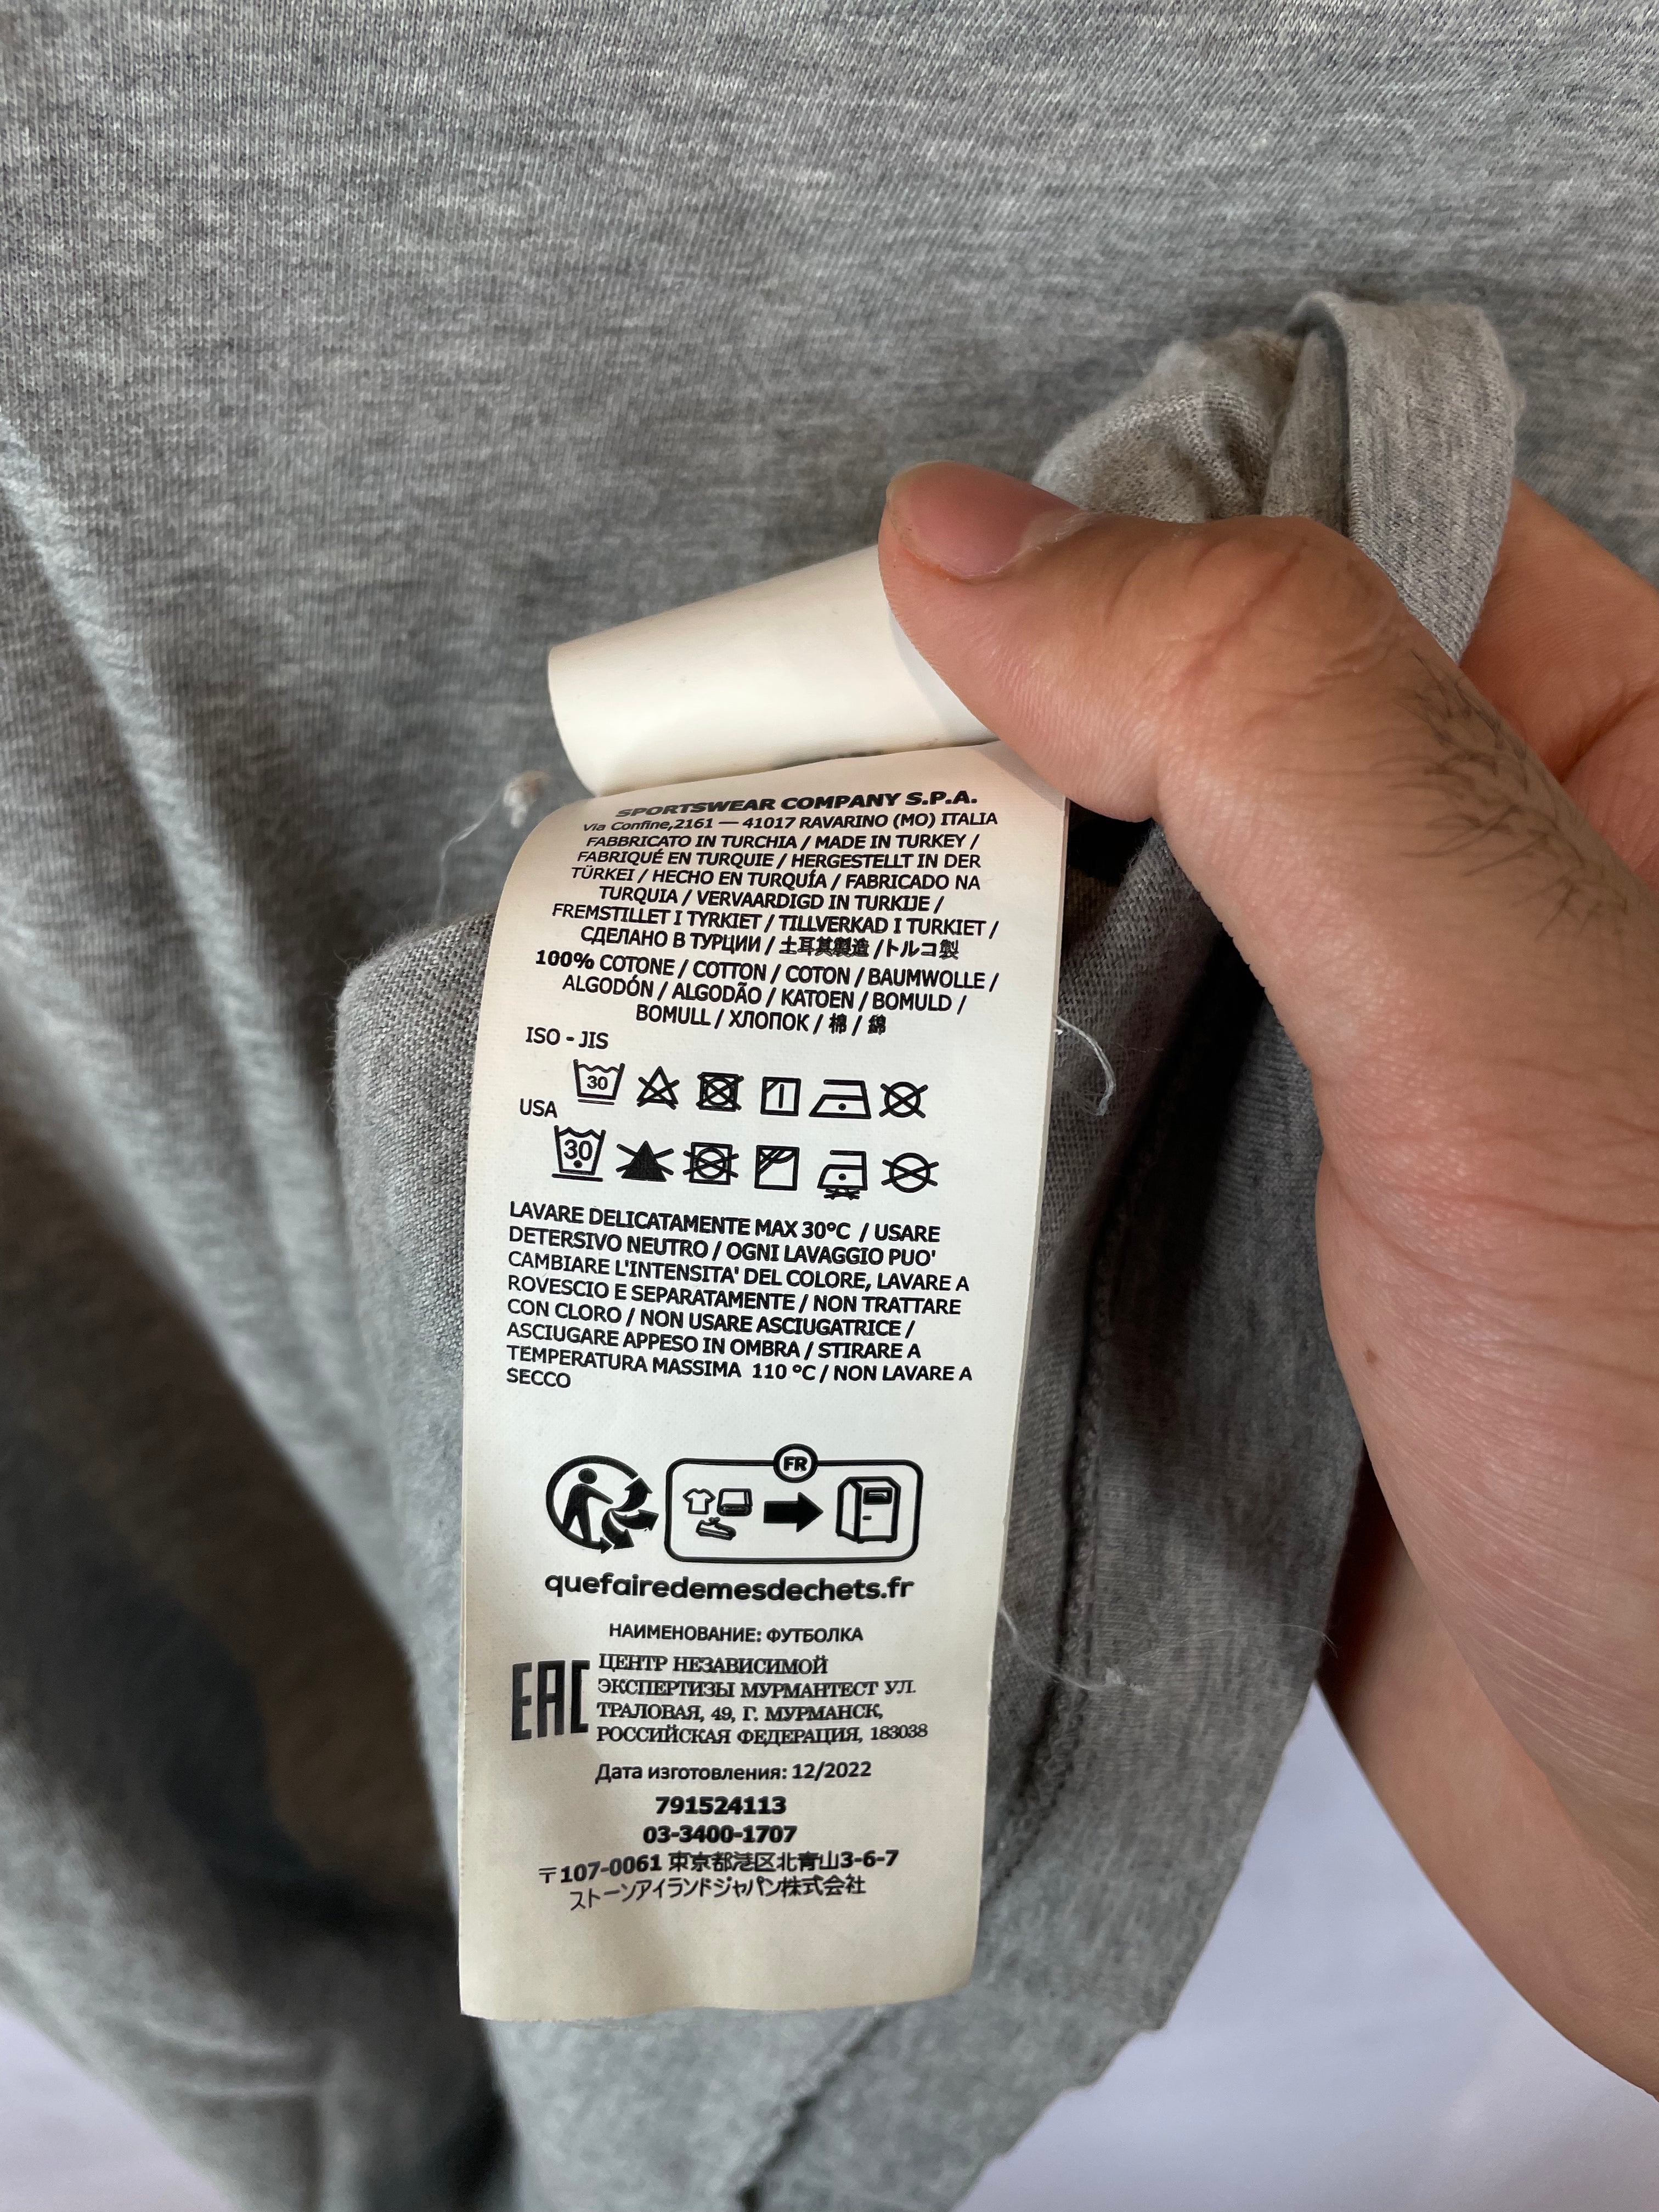 SPORTSWEAR COMPANY S.P.A.
Via Confine,2161 — 41017 RAVARINO (MO) ITALIA
FABBRICATO IN TURCHIA / MADE IN TURKEY /
FABRIQUÉ EN TURQUIE / HERGESTELLT IN DER
TÜRKEI / HECHO EN TURQUÍA / FABRICADO NA
TURQUIA / VERVAARDIGD IN TURKIJE /
FREMSTILLET I TYRKIET / TILLVERKAD I TURKIET /
СДЕЛАНО В ТУРЦИИ / 土耳其製造 /トルコ製
100% COTONE / COTTON / COTON / BAUMWOLLE /
ALGODÓN / ALGODÃO / KATOEN / BOMULD /
BOMULL / ХЛОПОК / 棉 / 綿
ISO - JIS
30
USA
30
LAVARE DELICATAMENTE MAX 30°C / USARE
DETERSIVO NEUTRO / OGNI LAVAGGIO PUO'
CAMBIARE L'INTENSITA' DEL COLORE, LAVARE A
ROVESCIO E SEPARATAMENTE / NON TRATTARE
CON CLORO / NON USARE ASCIUGATRICE /
ASCIUGARE APPESO IN OMBRA / STIRARE A
TEMPERATURA MASSIMA 110 °C / NON LAVARE A
SECCO
FR
quefairedemesdechets.fr
НАИМЕНОВАНИЕ: ФУТБОЛКА
EAC
ЦЕНТР НЕЗАВИСИМОЙ
ЭКСПЕРТИЗЫ МУРМАНТЕСТ УЛ.
ТРАЛОВАЯ, 49, Г. МУРМАНСК,
РОССИЙСКАЯ ФЕДЕРАЦИЯ, 183038
Дата изготовления: 12/2022
791524113
03-3400-1707
〒107-0061 東京都港区北青山3-6-7
ストーンアイランドジャパン株式会社